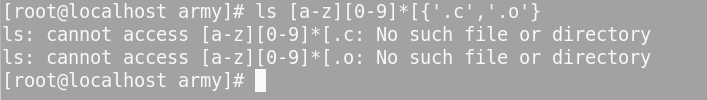 [root@localhost army]# ls [a-z][0-9]*[{'.c','.o'}
ls: cannot access [a-z][0-9]*[.c: No such file or directory
ls: cannot access [a-z][0-9]*[.o: No such file or directory
[root@localhost army]#